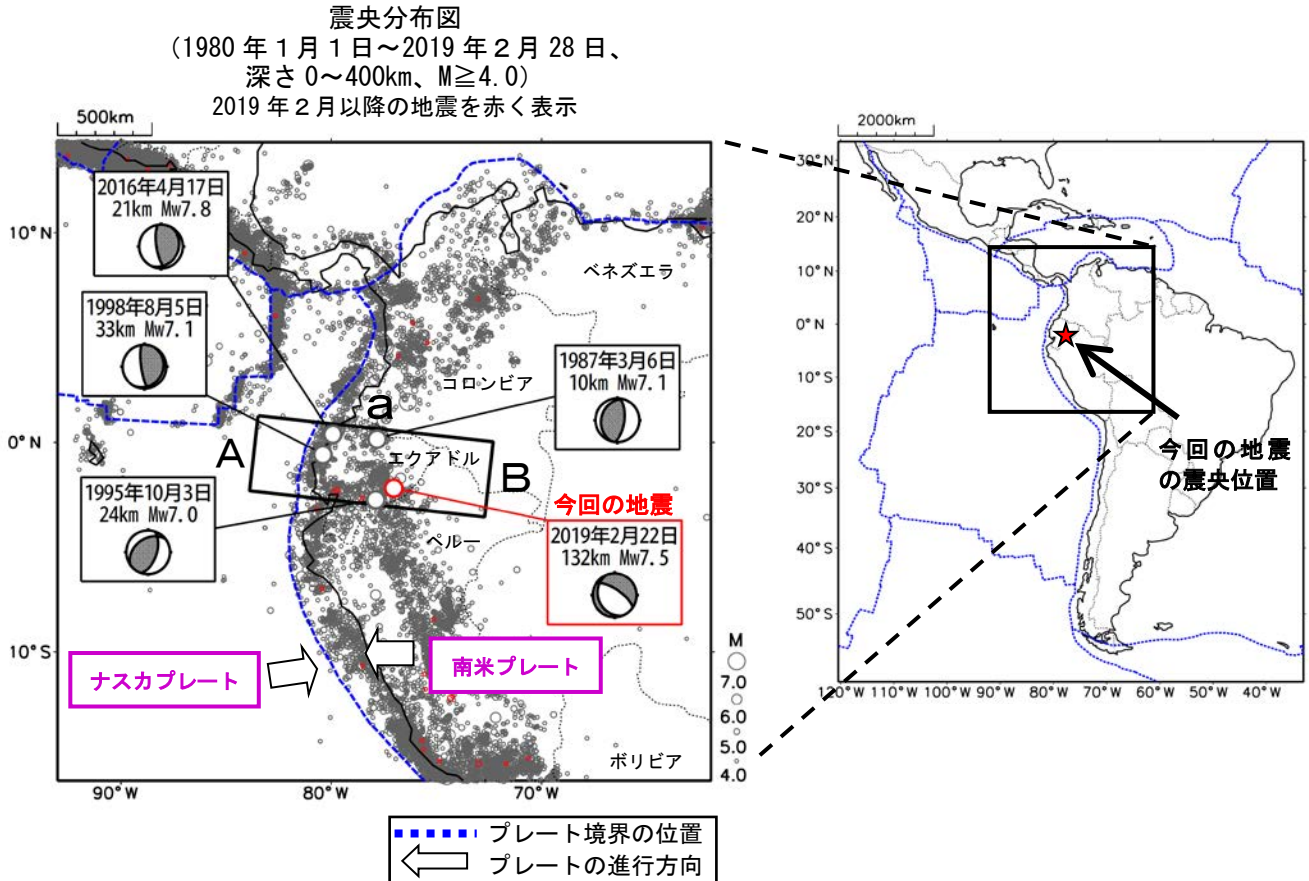 震央分布図
(1980年1月1日~2019年2月28日、
深さ0~400km、M≧4.0)
2019年2月以降の地震を赤く表示
500km
10°N
0°N
10°S
90°W
80°W
70°W
2016年4月17日
21km Mw7.8
1998年8月5日
33km Mw7.1
1995年10月3日
24km Mw7.0
1987年3月6日
10km Mw7.1
今回の地震
2019年2月22日
132km Mw7.5
A
a
B
ベネズエラ
コロンビア
エクアドル
ペルー
ボリビア
ナスカプレート
南米プレート
M
7.0
6.0
5.0
4.0
プレート境界の位置
プレートの進行方向
2000km
30°N
20°N
10°N
0°N
10°S
20°S
30°S
40°S
50°S
120°W
110°W
100°W
90°W
80°W
70°W
60°W
50°W
40°W
今回の地震
の震央位置